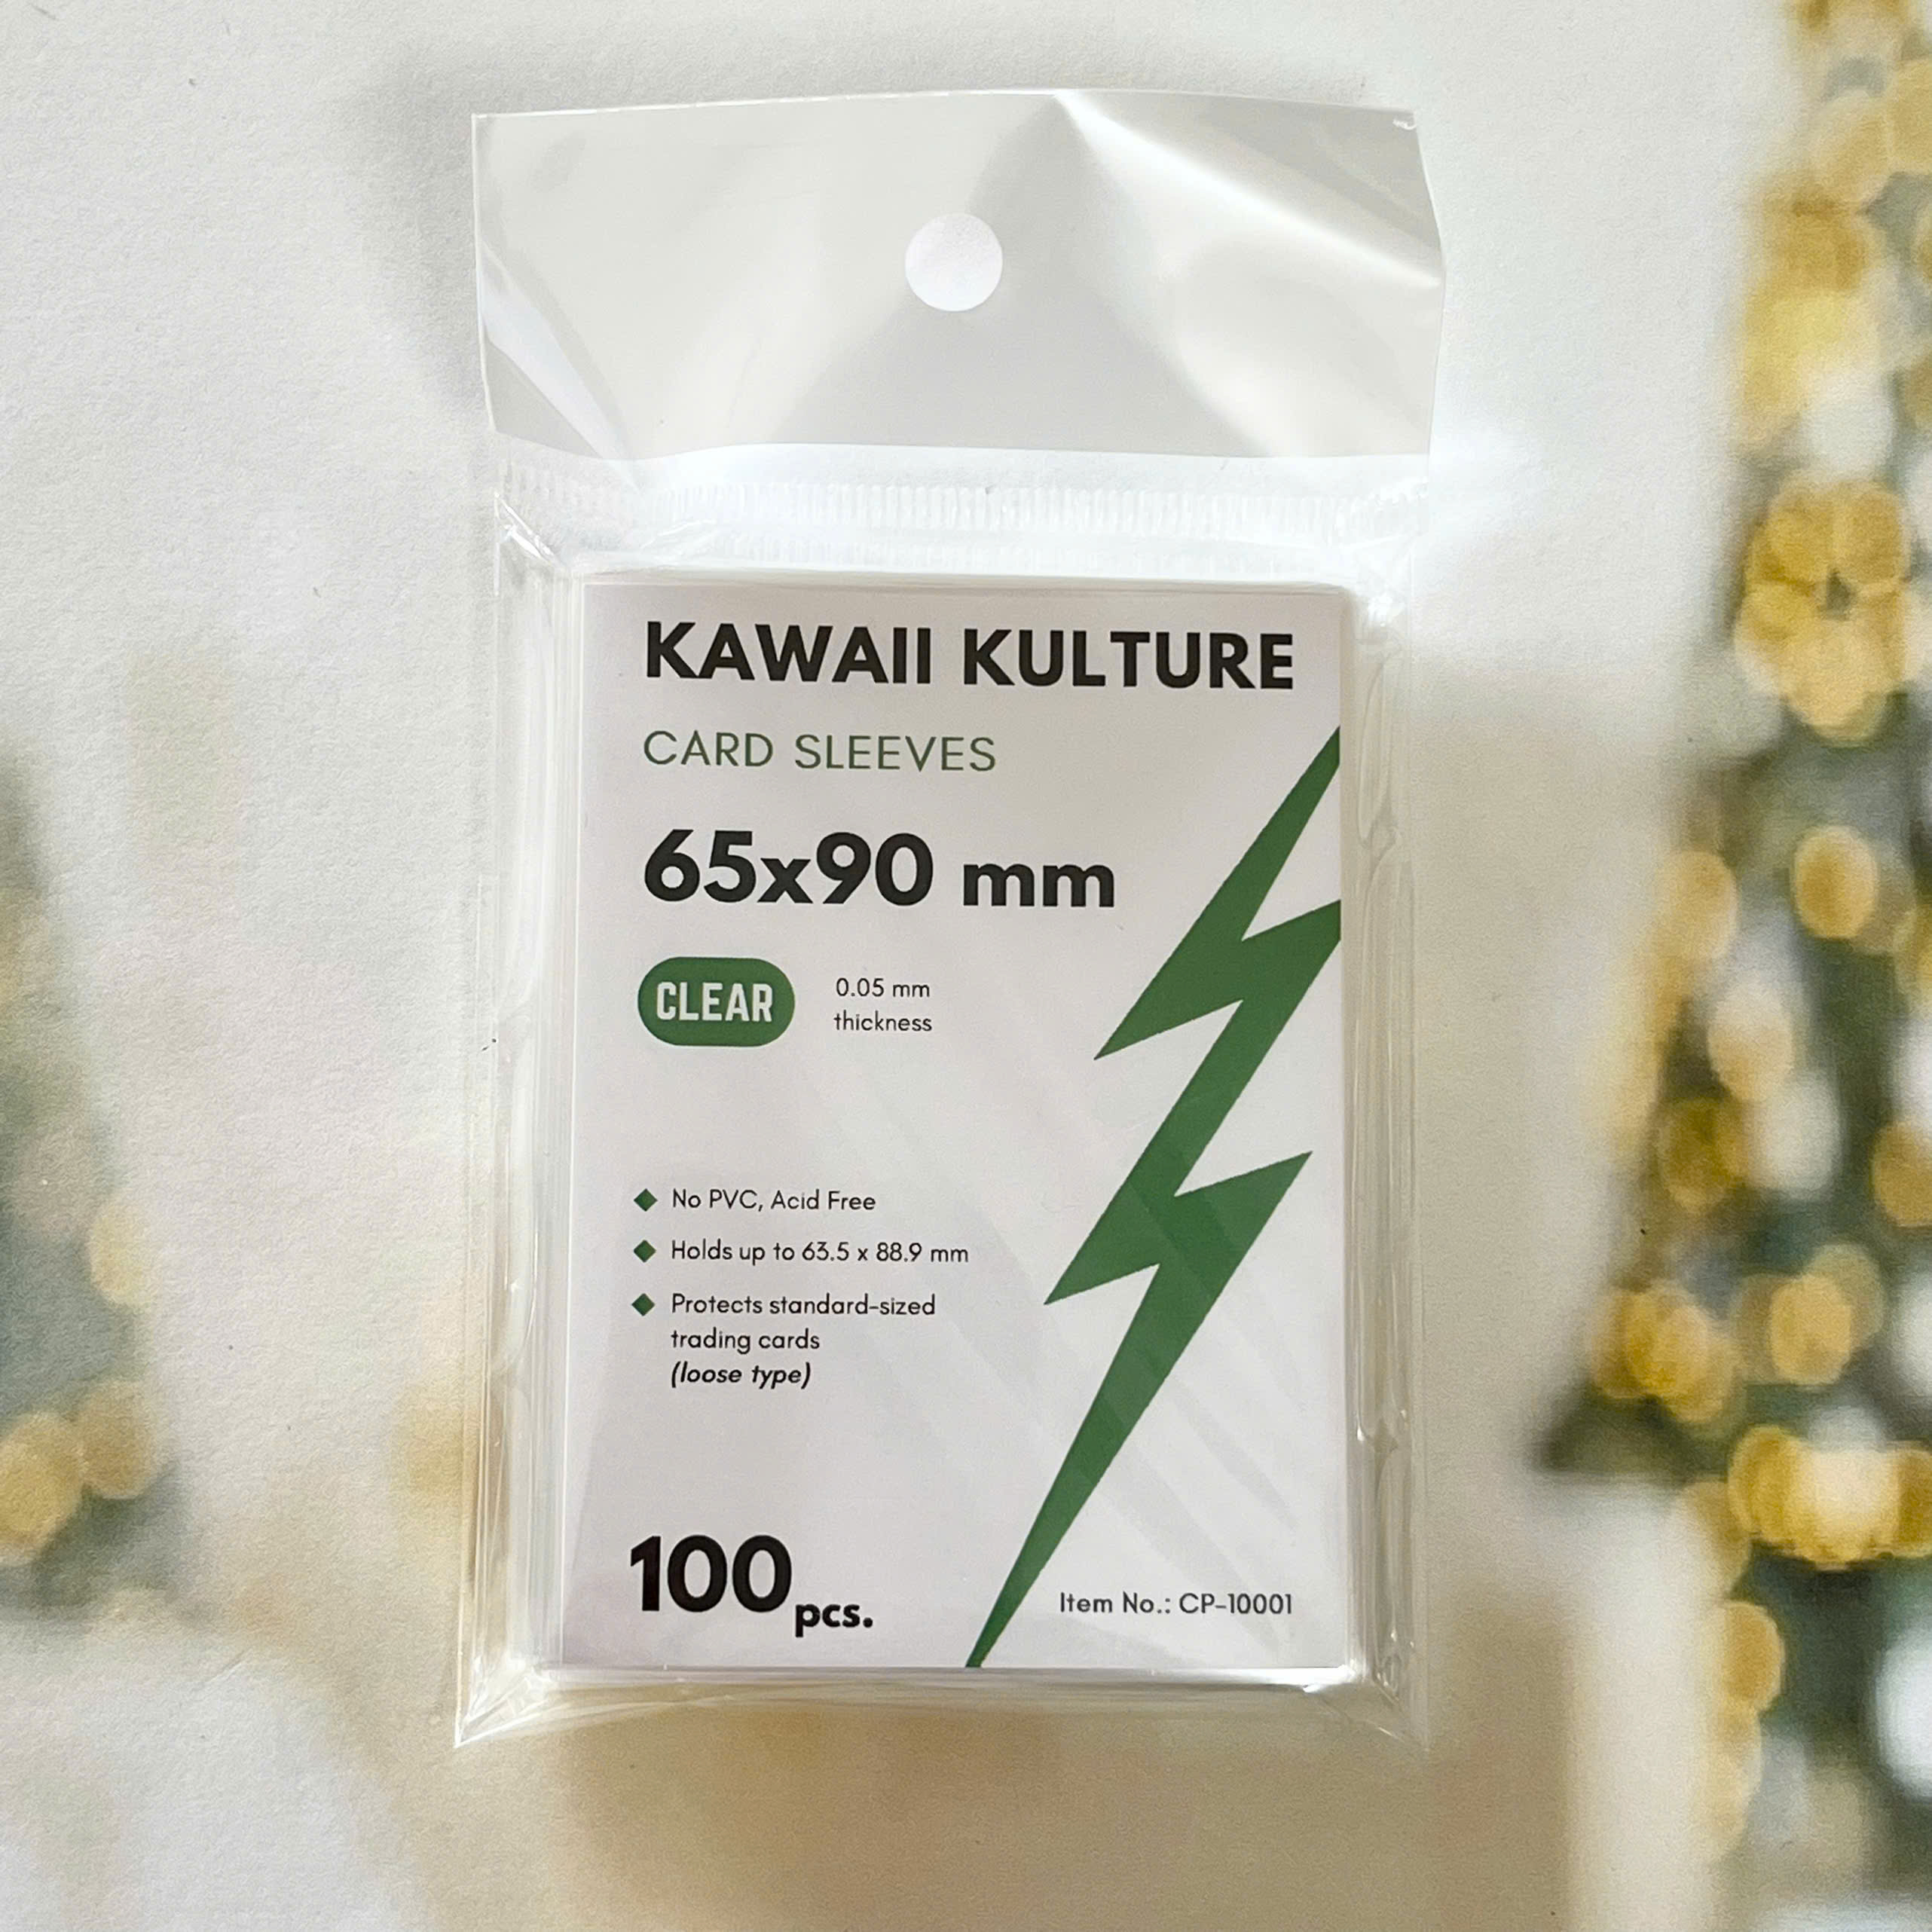 KAWAII KULTURE
CARD SLEEVES
65x90 mm
CLEAR
0.05 mm
thickness
No PVC, Acid Free
Holds up to 63.5 x 88.9 mm
Protects standard-sized
trading cards
(loose type)
100 pcs.
Item No.: CP-10001